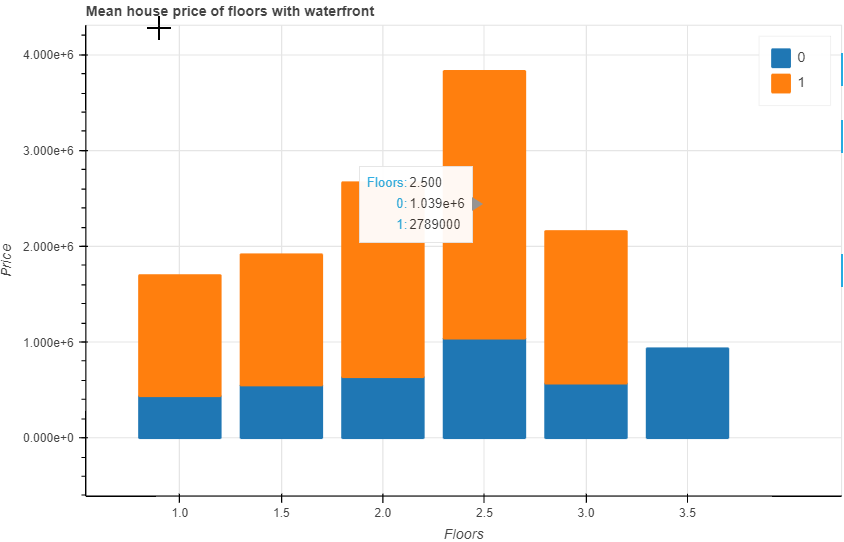 Mean house price of floors with waterfront
0
1
4.000e+6
3.000e+6
2.000e+6
1.000e+6
0.000e+0
Price
Floors: 2.500
0: 1.039e+6
1: 2789000
1.0 1.5 2.0 2.5 3.0 3.5
Floors